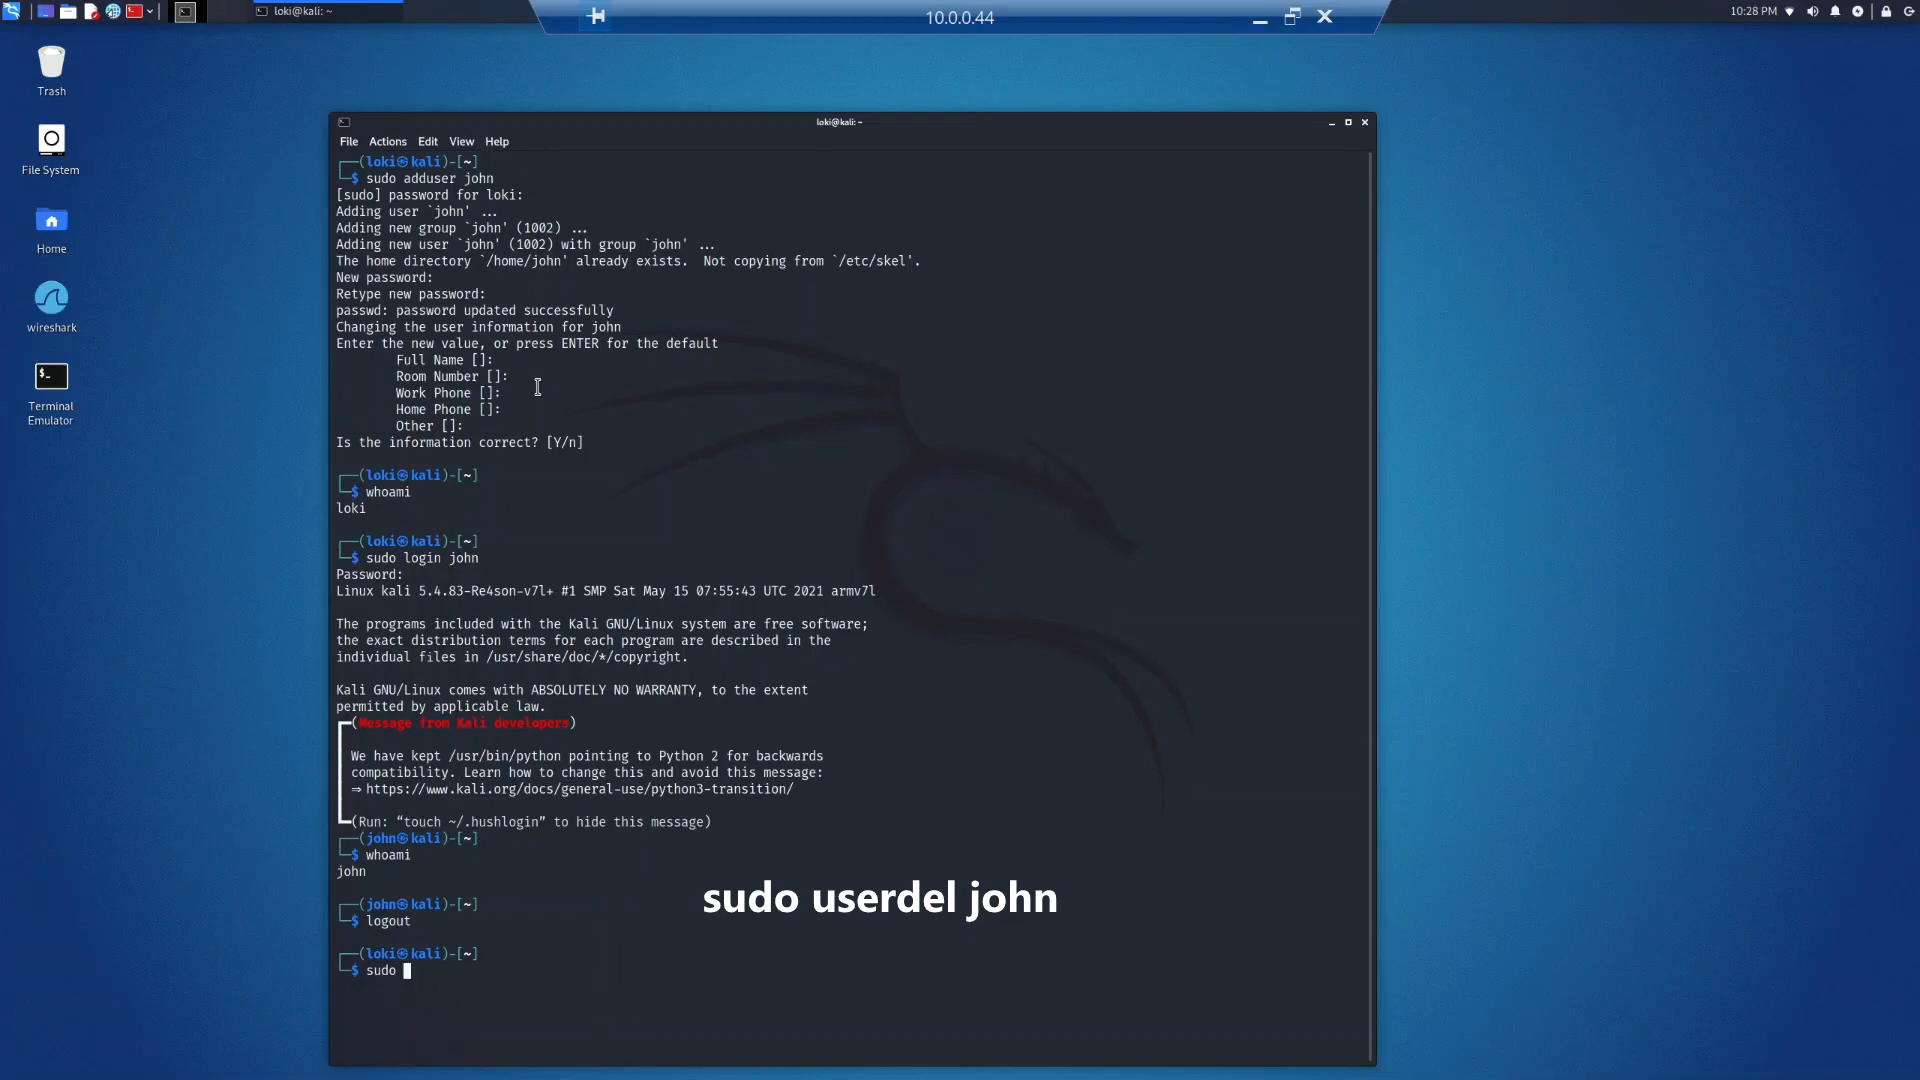 loki@kali: ~
10.0.0.44
10:28 PM
Trash
File System
Home
wireshark
Terminal
Emulator
loki@kali: ~
File Actions Edit View Help
┌──(loki㉿kali)-[~]
└─$ sudo adduser john
[sudo] password for loki:
Adding user `john' ...
Adding new group `john' (1002) ...
Adding new user `john' (1002) with group `john' ...
The home directory `/home/john' already exists.  Not copying from `/etc/skel'.
New password:
Retype new password:
passwd: password updated successfully
Changing the user information for john
Enter the new value, or press ENTER for the default
Full Name []:
Room Number []:
Work Phone []:
Home Phone []:
Other []:
Is the information correct? [Y/n]
┌──(loki㉿kali)-[~]
└─$ whoami
loki
┌──(loki㉿kali)-[~]
└─$ sudo login john
Password:
Linux kali 5.4.83-Re4son-v7l+ #1 SMP Sat May 15 07:55:43 UTC 2021 armv7l
The programs included with the Kali GNU/Linux system are free software;
the exact distribution terms for each program are described in the
individual files in /usr/share/doc/*/copyright.
Kali GNU/Linux comes with ABSOLUTELY NO WARRANTY, to the extent
permitted by applicable law.
┏━(Message from Kali developers)
We have kept /usr/bin/python pointing to Python 2 for backwards
compatibility. Learn how to change this and avoid this message:
⇒ https://www.kali.org/docs/general-use/python3-transition/
┗━(Run: “touch ~/.hushlogin” to hide this message)
┌──(john㉿kali)-[~]
└─$ whoami
john
┌──(john㉿kali)-[~]
└─$ logout
┌──(loki㉿kali)-[~]
└─$ sudo
sudo userdel john